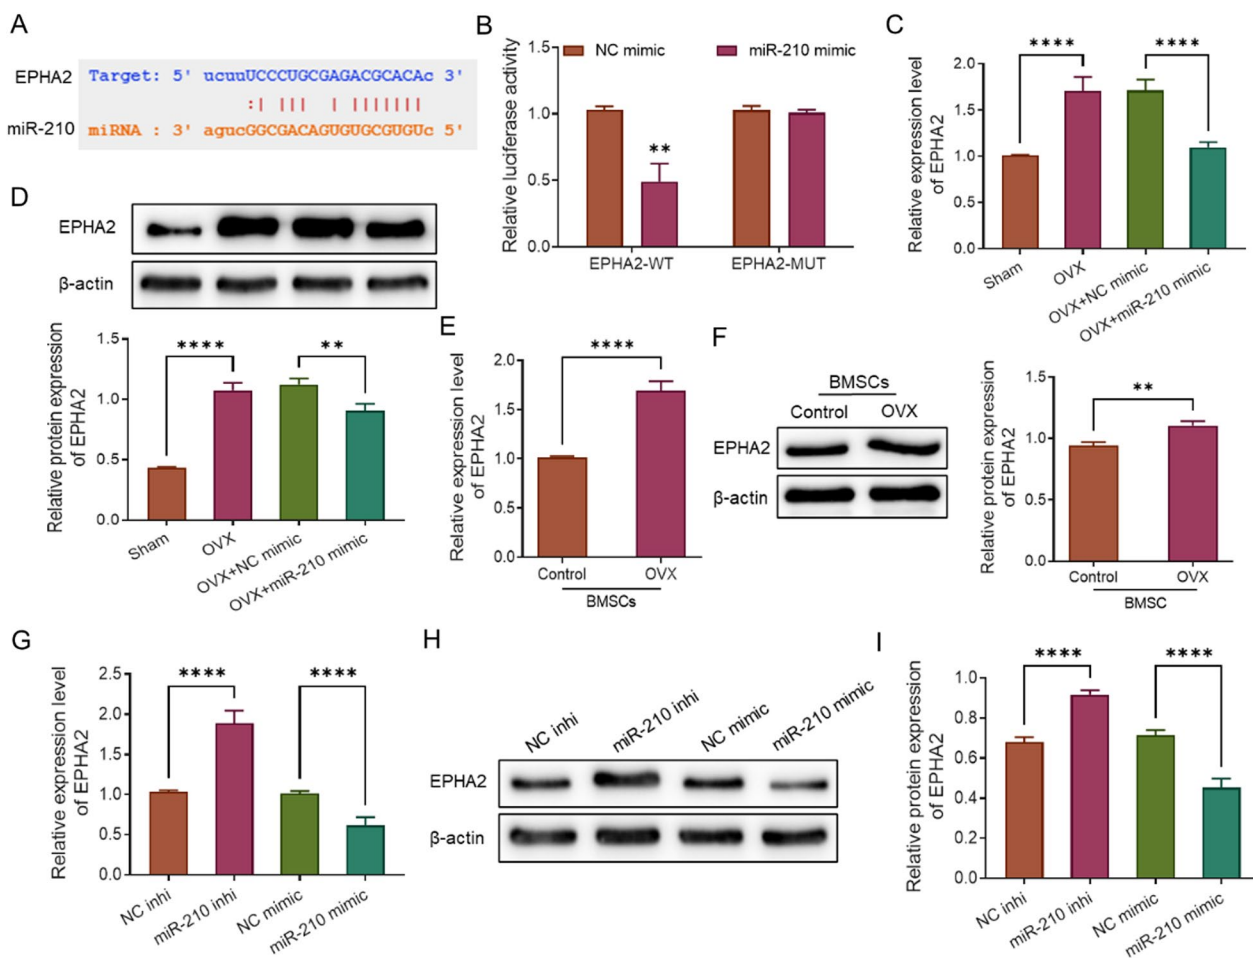 A
EPHA2
Target: 5' ucuuUCCCUGCGAGACGCACAc 3'
:| ||| | |||||||
miR-210
miRNA : 3' agucGGCGACAGUGUGCGUGUc 5'
B
NC mimic
miR-210 mimic
Relative luciferase activity
1.5
1.0
0.5
0.0
**
EPHA2-WT
EPHA2-MUT
C
Relative expression level
of EPHA2
2.0
1.5
1.0
0.5
0.0
****
****
Sham
OVX
OVX+NC mimic
OVX+miR-210 mimic
D
EPHA2
β-actin
Relative protein expression
of EPHA2
1.5
1.0
0.5
0.0
****
**
Sham
OVX
OVX+NC mimic
OVX+miR-210 mimic
E
Relative expression level
of EPHA2
2.0
1.5
1.0
0.5
0.0
****
Control
OVX
BMSCs
F
BMSCs
Control
OVX
EPHA2
β-actin
Relative protein expression
of EPHA2
1.5
1.0
0.5
0.0
**
Control
OVX
BMSC
G
Relative expression level
of EPHA2
2.5
2.0
1.5
1.0
0.5
0.0
****
****
NC inhi
miR-210 inhi
NC mimic
miR-210 mimic
H
NC inhi
miR-210 inhi
NC mimic
miR-210 mimic
EPHA2
β-actin
I
Relative protein expression
of EPHA2
1.0
0.8
0.6
0.4
0.2
0.0
****
****
NC inhi
miR-210 inhi
NC mimic
miR-210 mimic